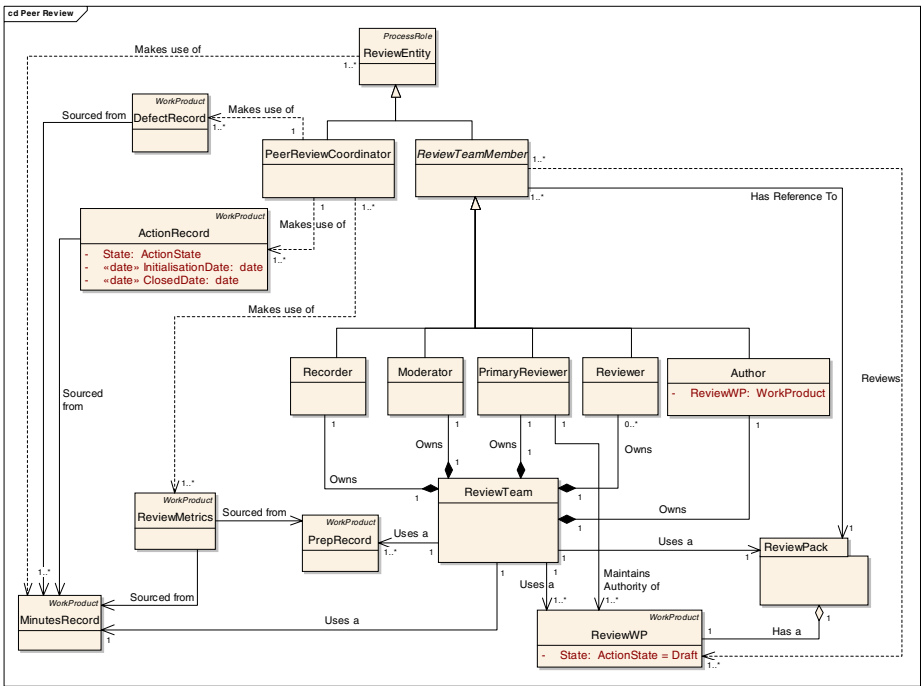 cd Peer Review
ProcessRole
ReviewEntity
1..*
Makes use of
WorkProduct
DefectRecord
1..*
Makes use of
1
Sourced from
PeerReviewCoordinator
1
1..*
ReviewTeamMember
1..*
1..*
Has Reference To
WorkProduct
ActionRecord
- State: ActionState
- «date» InitialisationDate: date
- «date» ClosedDate: date
Makes use of
1..*
Makes use of
Recorder
1
Moderator
1
PrimaryReviewer
1
1
Reviewer
0..*
Author
- ReviewWP: WorkProduct
1
Reviews
Sourced
from
Owns
Owns
Owns
Owns
Owns
1
1
1
1
1
ReviewTeam
1..*
WorkProduct
ReviewMetrics
Sourced from
WorkProduct
PrepRecord
1..*
Uses a
1
1
Uses a
1
1
ReviewPack
1
1
1
Uses a
1..*
Maintains
Authority of
1..*
1..*
Sourced from
WorkProduct
MinutesRecord
1
Uses a
WorkProduct
ReviewWP
- State: ActionState = Draft
1
Has a
1
1..*